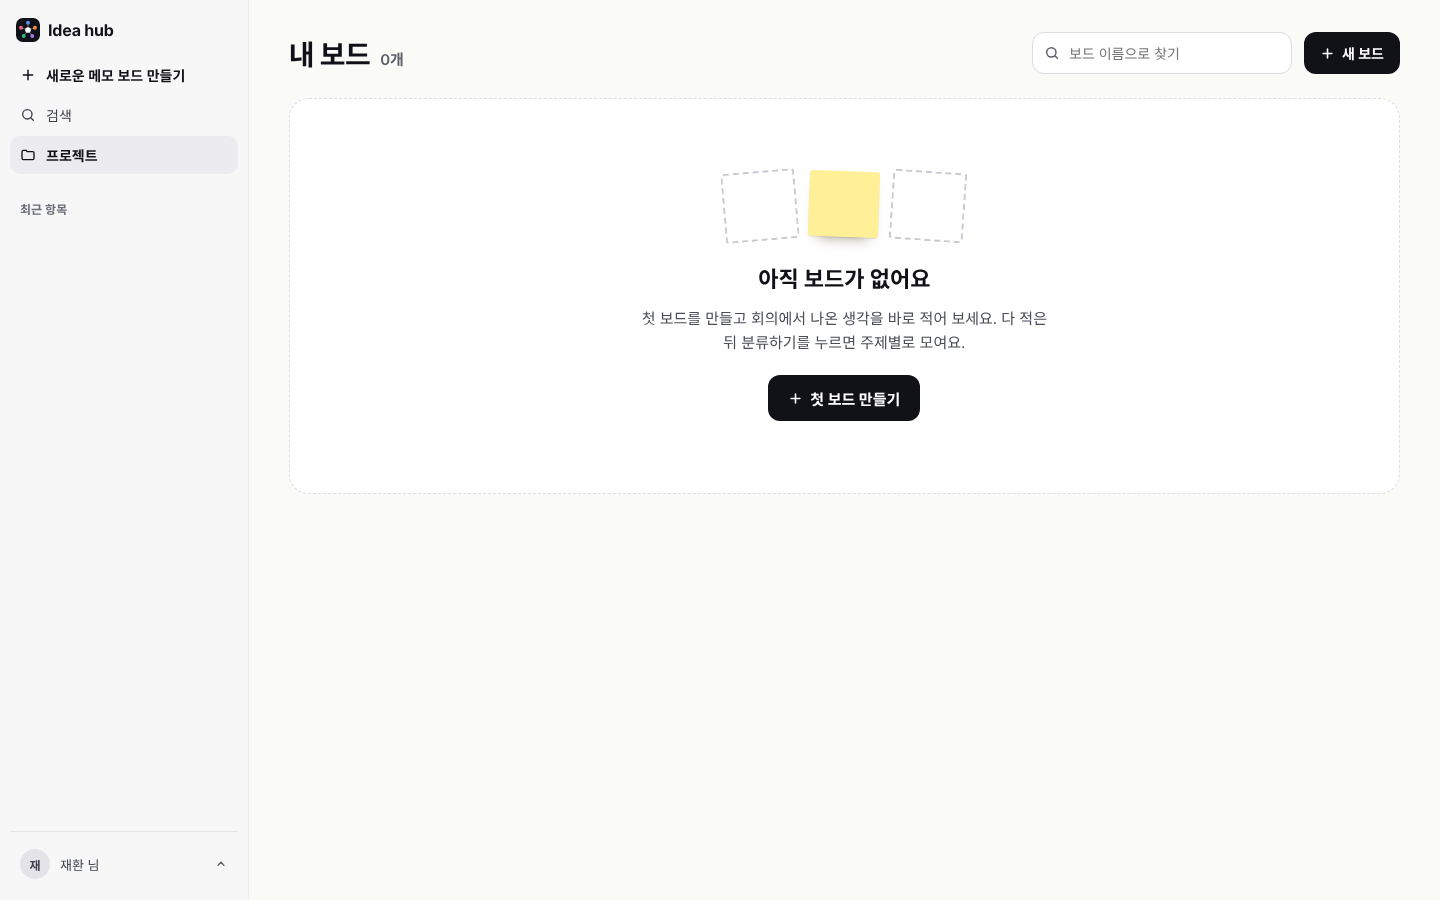 Idea hub
새로운 메모 보드 만들기
검색
프로젝트
최근 항목
재
재환 님
내 보드 0개
보드 이름으로 찾기
새 보드
아직 보드가 없어요
첫 보드를 만들고 회의에서 나온 생각을 바로 적어 보세요. 다 적은
뒤 분류하기를 누르면 주제별로 모여요.
첫 보드 만들기